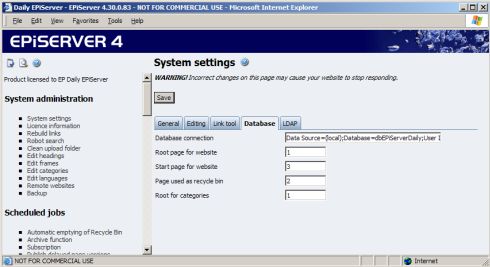 Daily EPiServer - EPiServer 4.30.0.83 - NOT FOR COMMERCIAL USE - Microsoft Internet Explorer
File Edit View Favorites Tools Help
EPiSERVER 4
Product licensed to EP Daily EPiServer
System administration
System settings
Licence information
Rebuild links
Robot search
Clean upload folder
Edit headings
Edit frames
Edit categories
Edit languages
Remote websites
Backup
Scheduled jobs
Automatic emptying of Recycle Bin
Archive function
Subscription
Publish delayed page versions
System settings
WARNING! Incorrect changes on this page may cause your website to stop responding.
Save
General Editing Link tool Database LDAP
Database connection Data Source=(local);Database=dbEPiServerDaily;User I
Root page for website 1
Start page for website 3
Page used as recycle bin 2
Root for categories 1
NOT FOR COMMERCIAL USE Internet